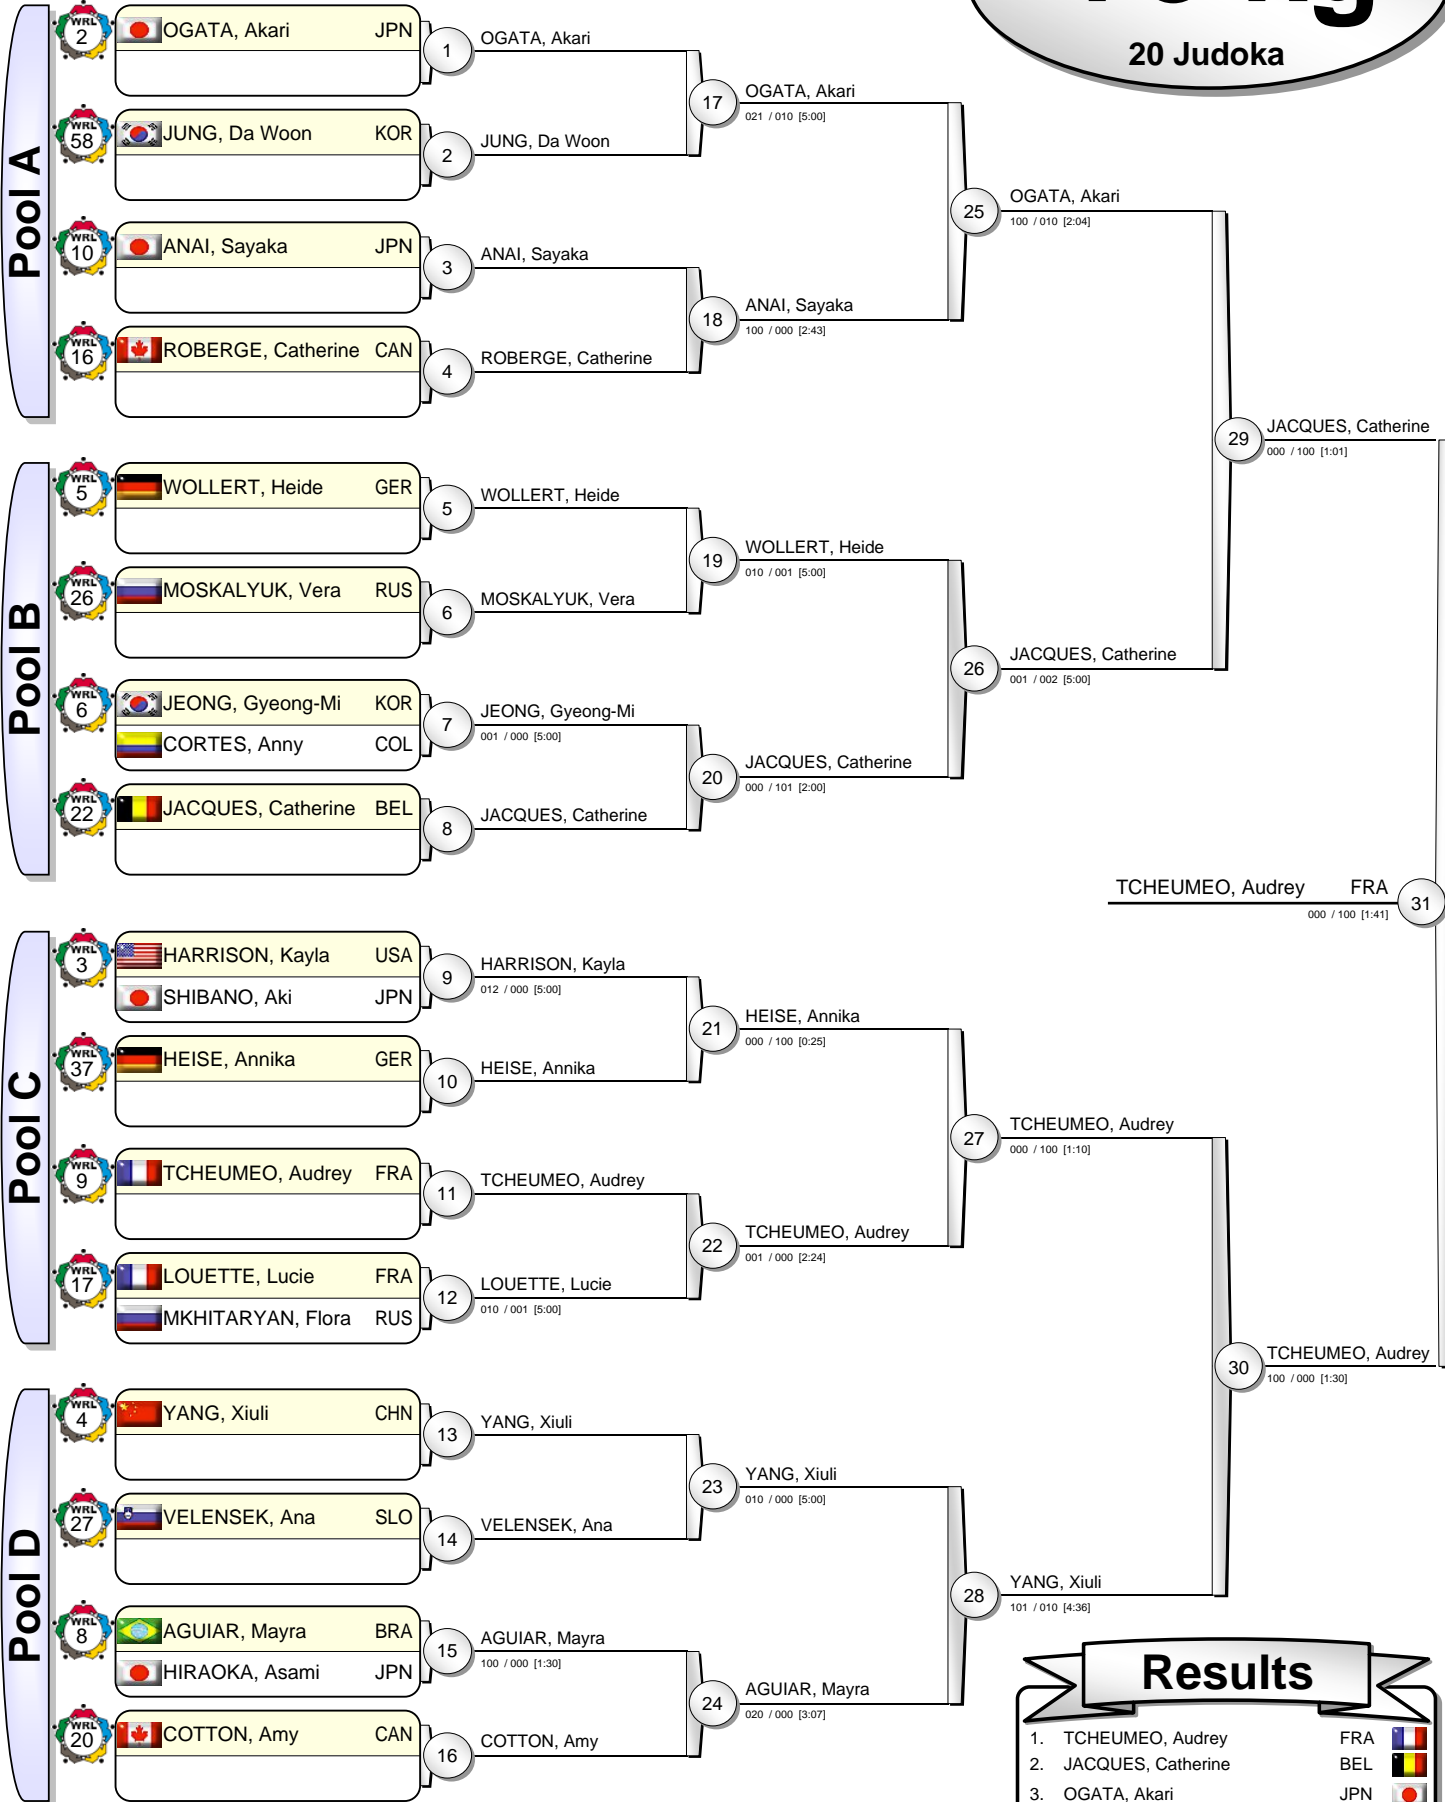 20 Judoka
Pool A
WRL 2 OGATA, Akari JPN
WRL 58 JUNG, Da Woon KOR
WRL 10 ANAI, Sayaka JPN
WRL 16 ROBERGE, Catherine CAN
1 OGATA, Akari
2 JUNG, Da Woon
3 ANAI, Sayaka
4 ROBERGE, Catherine
17 OGATA, Akari
021 / 010 [5:00]
18 ANAI, Sayaka
100 / 000 [2:43]
25 OGATA, Akari
100 / 010 [2:04]
Pool B
WRL 5 WOLLERT, Heide GER
WRL 26 MOSKALYUK, Vera RUS
WRL 6 JEONG, Gyeong-Mi KOR
CORTES, Anny COL
WRL 22 JACQUES, Catherine BEL
5 WOLLERT, Heide
6 MOSKALYUK, Vera
7 JEONG, Gyeong-Mi
001 / 000 [5:00]
8 JACQUES, Catherine
19 WOLLERT, Heide
010 / 001 [5:00]
20 JACQUES, Catherine
000 / 101 [2:00]
26 JACQUES, Catherine
001 / 002 [5:00]
29 JACQUES, Catherine
000 / 100 [1:01]
TCHEUMEO, Audrey FRA 31
000 / 100 [1:41]
Pool C
WRL 3 HARRISON, Kayla USA
SHIBANO, Aki JPN
WRL 37 HEISE, Annika GER
WRL 9 TCHEUMEO, Audrey FRA
WRL 17 LOUETTE, Lucie FRA
MKHITARYAN, Flora RUS
9 HARRISON, Kayla
012 / 000 [5:00]
10 HEISE, Annika
11 TCHEUMEO, Audrey
12 LOUETTE, Lucie
010 / 001 [5:00]
21 HEISE, Annika
000 / 100 [0:25]
22 TCHEUMEO, Audrey
001 / 000 [2:24]
27 TCHEUMEO, Audrey
000 / 100 [1:10]
30 TCHEUMEO, Audrey
100 / 000 [1:30]
Pool D
WRL 4 YANG, Xiuli CHN
WRL 27 VELENSEK, Ana SLO
WRL 8 AGUIAR, Mayra BRA
HIRAOKA, Asami JPN
WRL 20 COTTON, Amy CAN
13 YANG, Xiuli
14 VELENSEK, Ana
15 AGUIAR, Mayra
100 / 000 [1:30]
16 COTTON, Amy
23 YANG, Xiuli
010 / 000 [5:00]
24 AGUIAR, Mayra
020 / 000 [3:07]
28 YANG, Xiuli
101 / 010 [4:36]
Results
1. TCHEUMEO, Audrey FRA
2. JACQUES, Catherine BEL
3. OGATA, Akari JPN